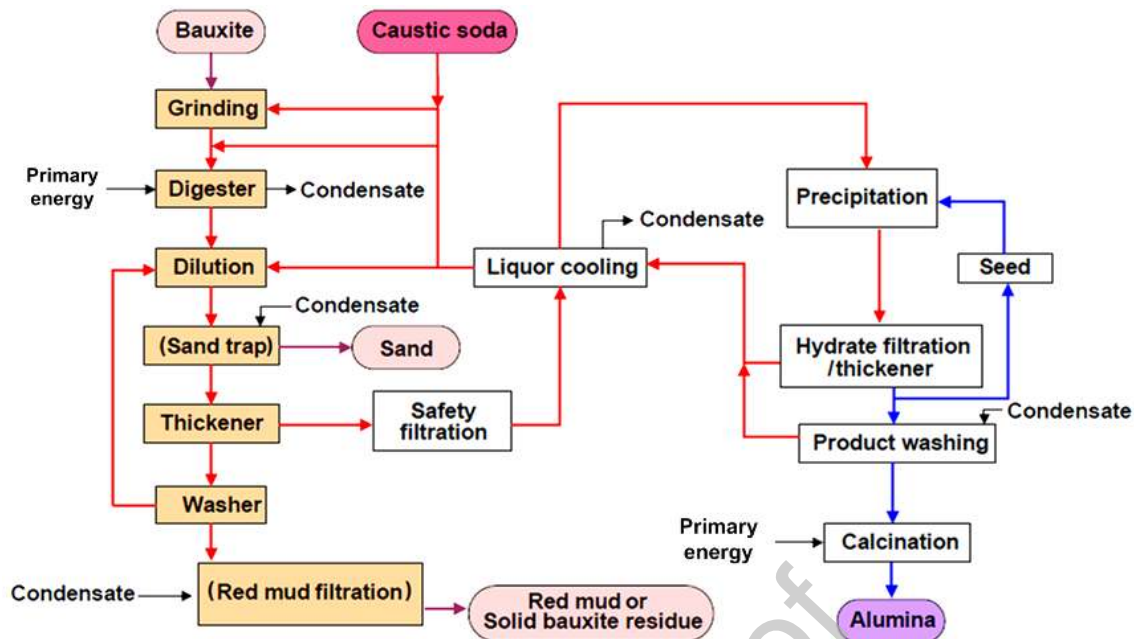 Bauxite
Caustic soda
Grinding
Primary
energy
Digester
Condensate
Dilution
Condensate
(Sand trap)
Sand
Thickener
Safety
filtration
Washer
Condensate
(Red mud filtration)
Red mud or
Solid bauxite residue
Liquor cooling
Condensate
Precipitation
Seed
Hydrate filtration
/thickener
Condensate
Product washing
Primary
energy
Calcination
Alumina
of